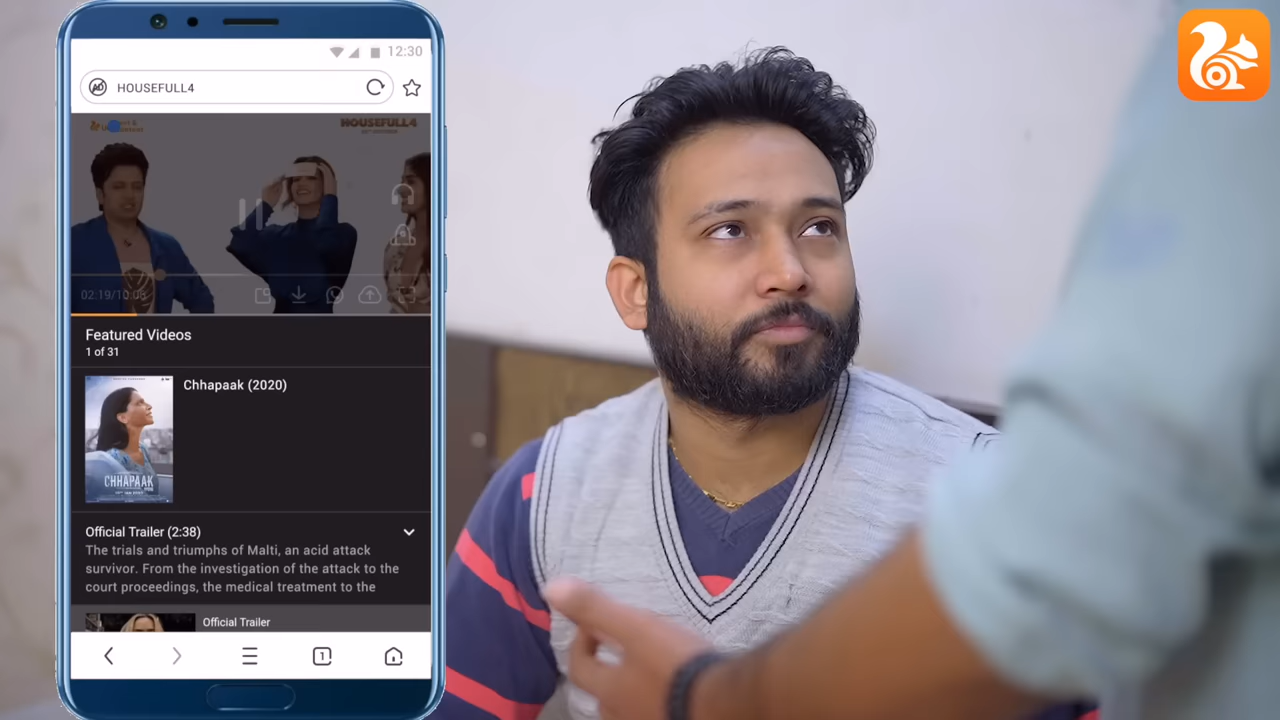 12:30
HOUSEFULL4
HOUSEFULL4
02:19/10:08
Featured Videos
1 of 31
Chhapaak (2020)
CHHAPAAK
Official Trailer (2:38)
The trials and triumphs of Malti, an acid attack
survivor. From the investigation of the attack to the
court proceedings, the medical treatment to the
Official Trailer
1